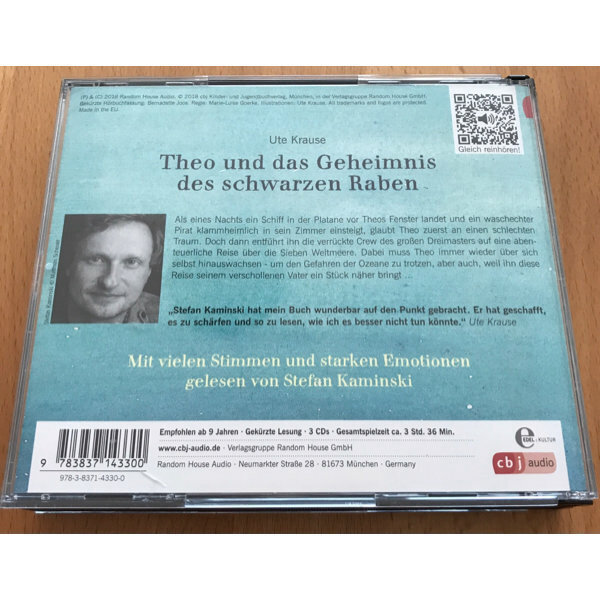 (P) & (C) 2018 Random House Audio. © 2018 cbj Kinder- und Jugendbuchverlag, München, in der Verlagsgruppe Random House GmbH.
Gekürzte Hörbuchfassung: Bernadette Joos. Regie: Marie-Luise Goerke. Illustrationen: Ute Krause. All trademarks and logos are protected.
Made in the EU.
Gleich reinhören!
Ute Krause
Theo und das Geheimnis
des schwarzen Raben
Als eines Nachts ein Schiff in der Platane vor Theos Fenster landet und ein waschechter
Pirat klammheimlich in sein Zimmer einsteigt, glaubt Theo zuerst an einen schlechten
Traum. Doch dann entführt ihn die verrückte Crew des großen Dreimasters auf eine aben-
teuerliche Reise über die Sieben Weltmeere. Dabei muss Theo immer wieder über sich
selbst hinauswachsen - um den Gefahren der Ozeane zu trotzen, aber auch, weil ihn diese
Reise seinem verschollenen Vater ein Stück näher bringt ...
„Stefan Kaminski hat mein Buch wunderbar auf den Punkt gebracht. Er hat geschafft,
es zu schärfen und so zu lesen, wie ich es besser nicht tun könnte.“ Ute Krause
Mit vielen Stimmen und starken Emotionen
gelesen von Stefan Kaminski
Empfohlen ab 9 Jahren · Gekürzte Lesung · 3 CDs · Gesamtspielzeit ca. 3 Std. 36 Min.
www.cbj-audio.de · Verlagsgruppe Random House GmbH
Random House Audio · Neumarkter Straße 28 · 81673 München · Germany
9 783837 143300
978-3-8371-4330-0
e
EDEL:KULTUR
cbj audio